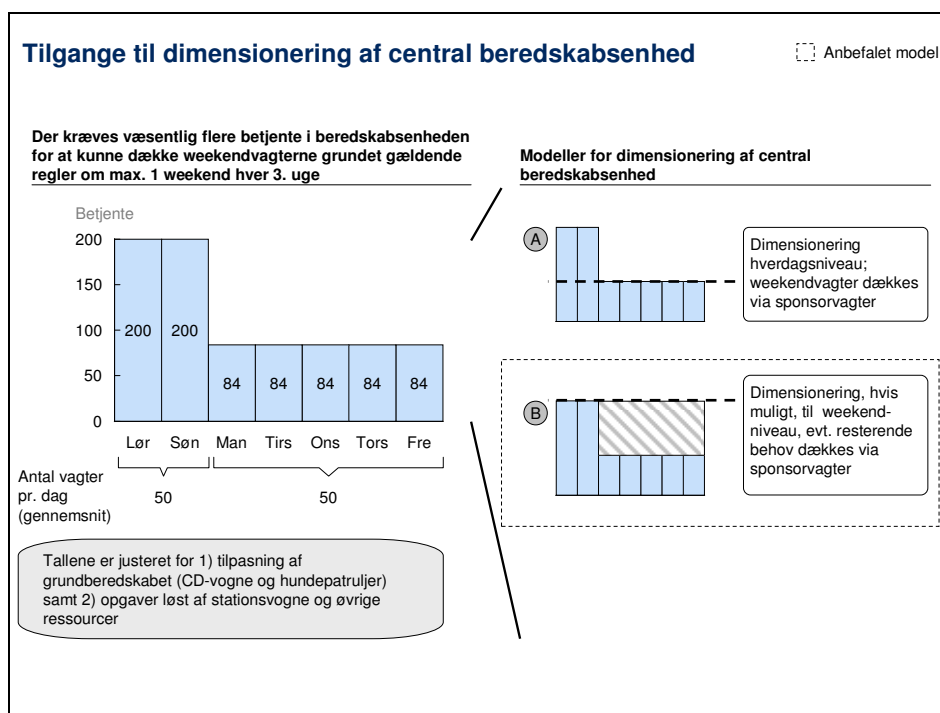 Tilgange til dimensionering af central beredskabsenhed
Anbefalet model
Der kræves væsentlig flere betjente i beredskabsenheden
for at kunne dække weekendvagterne grundet gældende
regler om max. 1 weekend hver 3. uge
Betjente
200
150
100
50
0
200
200
84
84
84
84
84
Lør
Søn
Man
Tirs
Ons
Tors
Fre
Antal vagter
pr. dag
(gennemsnit)
50
50
Tallene er justeret for 1) tilpasning af
grundberedskabet (CD-vogne og hundepatruljer)
samt 2) opgaver løst af stationsvogne og øvrige
ressourcer
Modeller for dimensionering af central
beredskabsenhed
A
Dimensionering
hverdagsniveau;
weekendvagter dækkes
via sponsorvagter
B
Dimensionering, hvis
muligt, til weekend-
niveau, evt. resterende
behov dækkes via
sponsorvagter